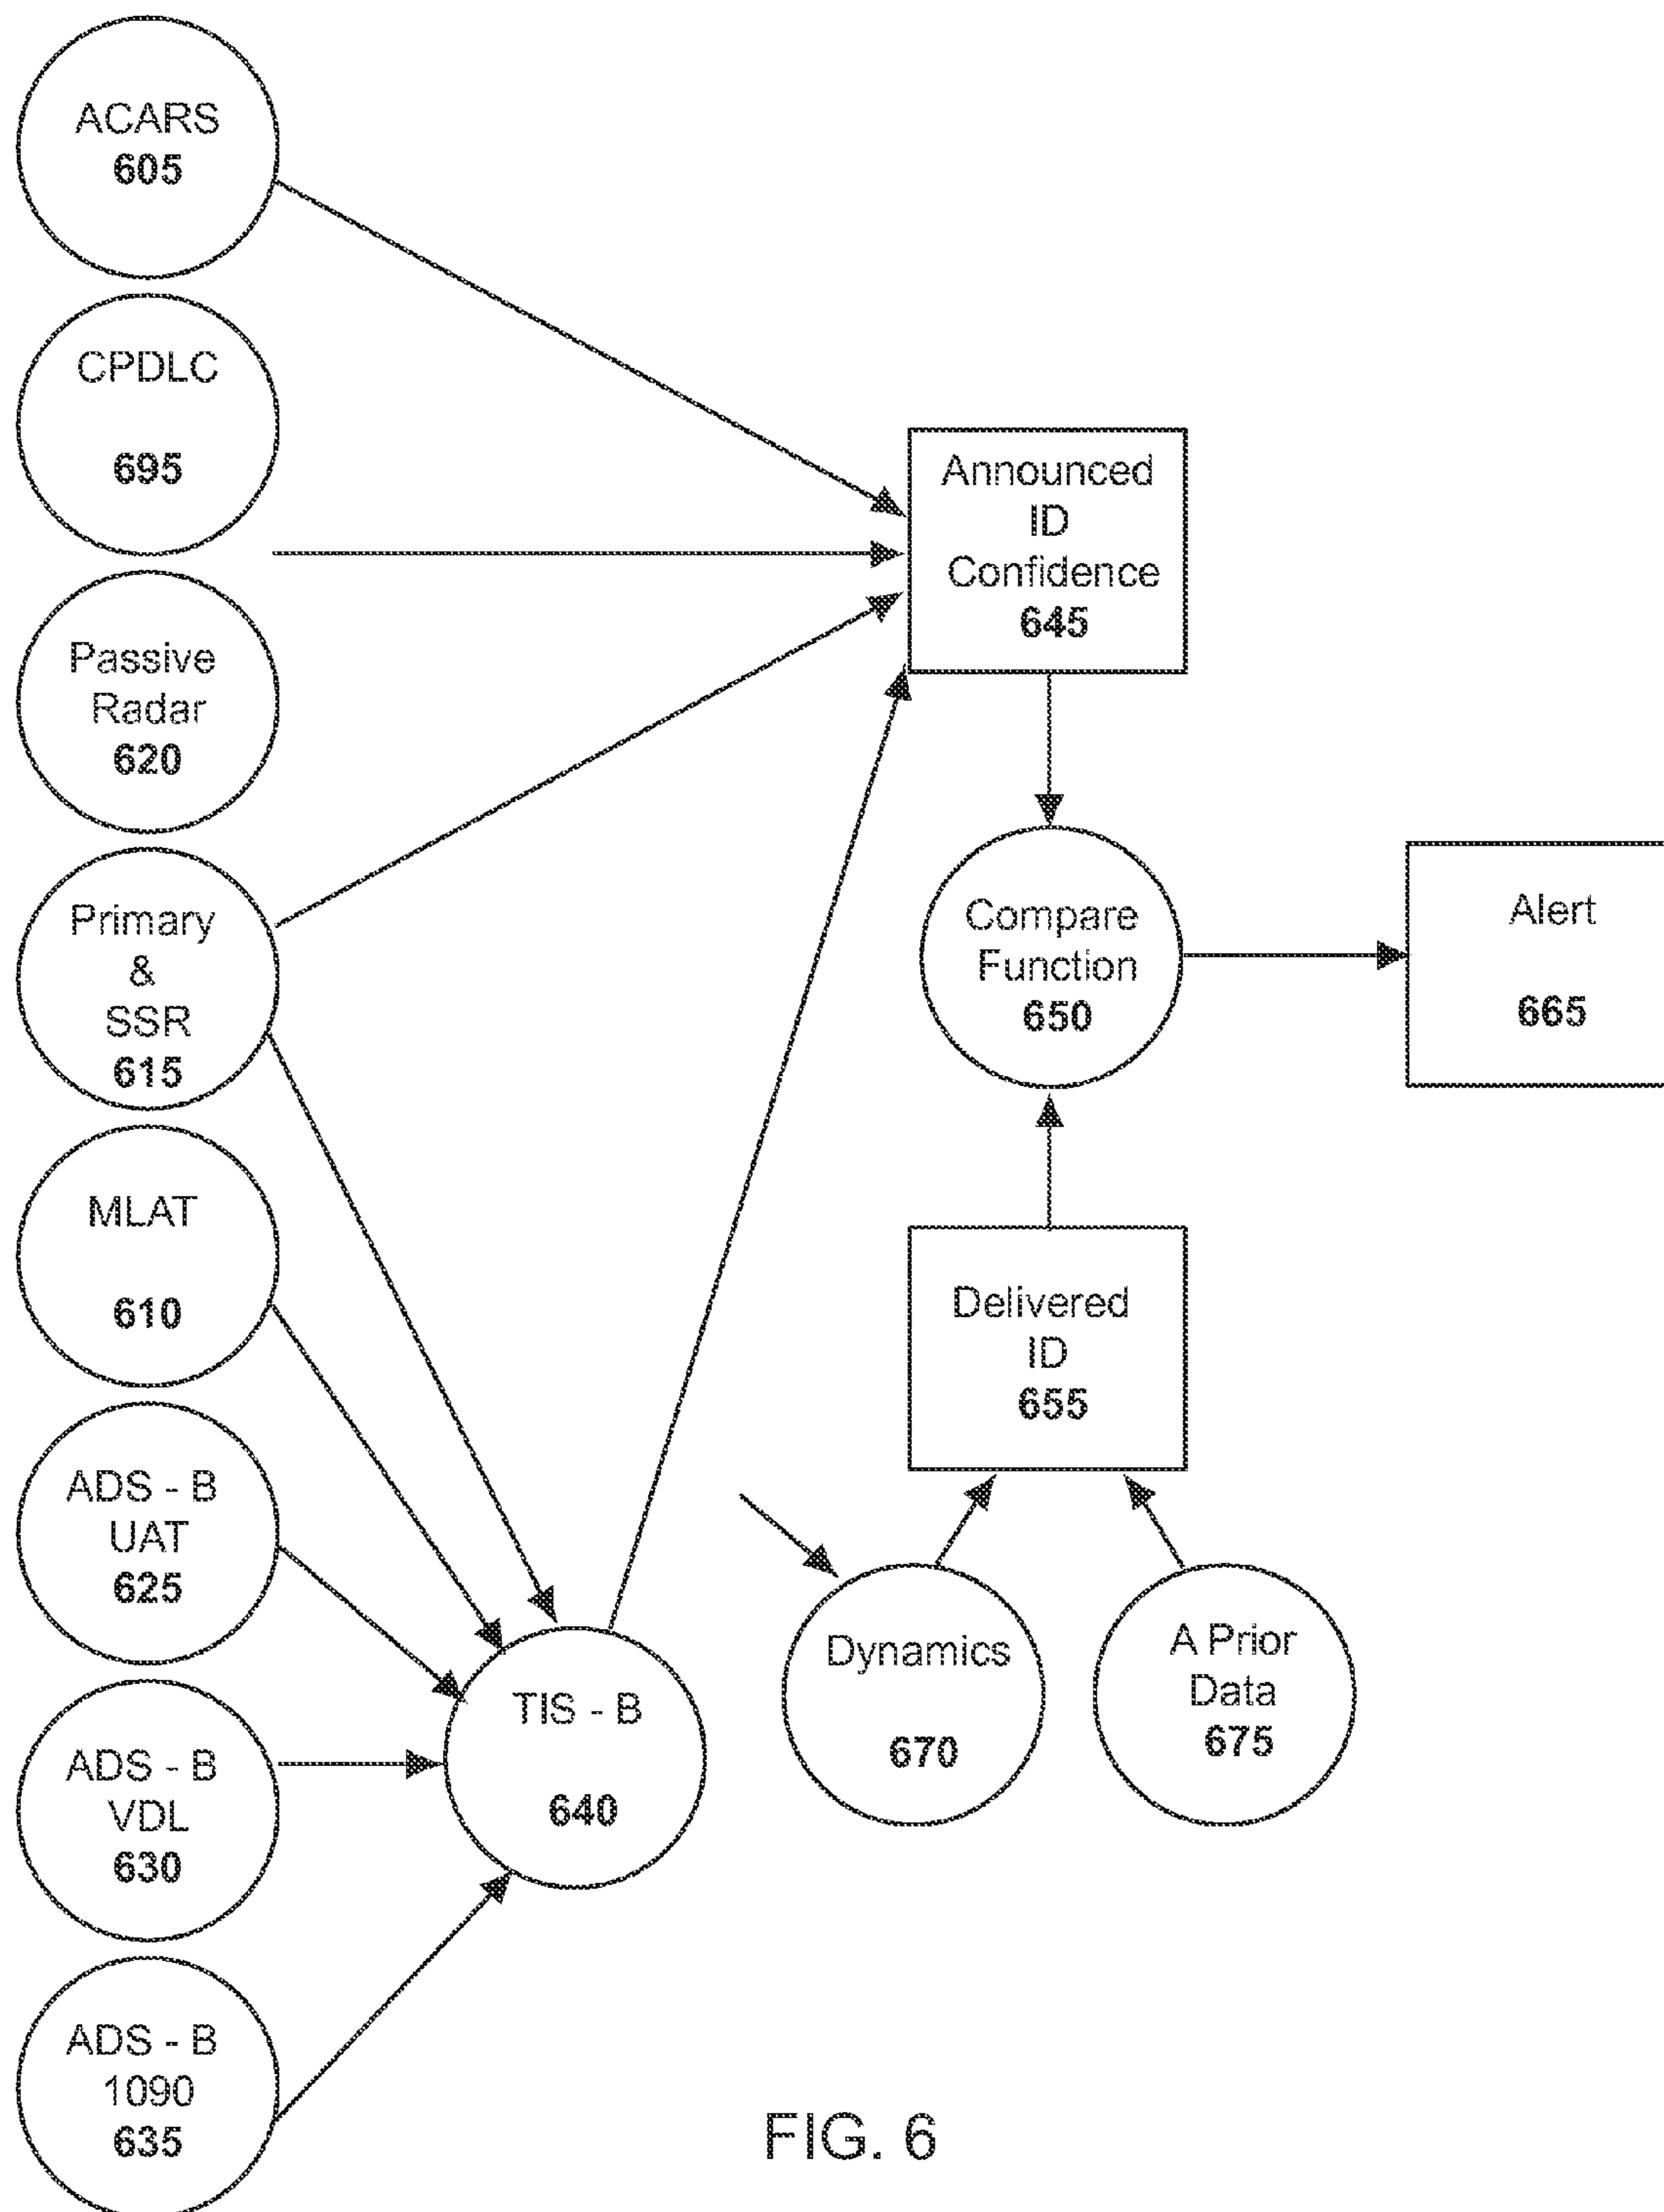 ACARS
605
CPDLC
695
Passive
Radar
620
Primary
&
SSR
615
MLAT
610
ADS - B
UAT
625
ADS - B
VDL
630
ADS - B
1090
635
TIS - B
640
Announced
ID
Confidence
645
Compare
Function
650
Alert
665
Delivered
ID
655
Dynamics
670
A Prior
Data
675
FIG. 6